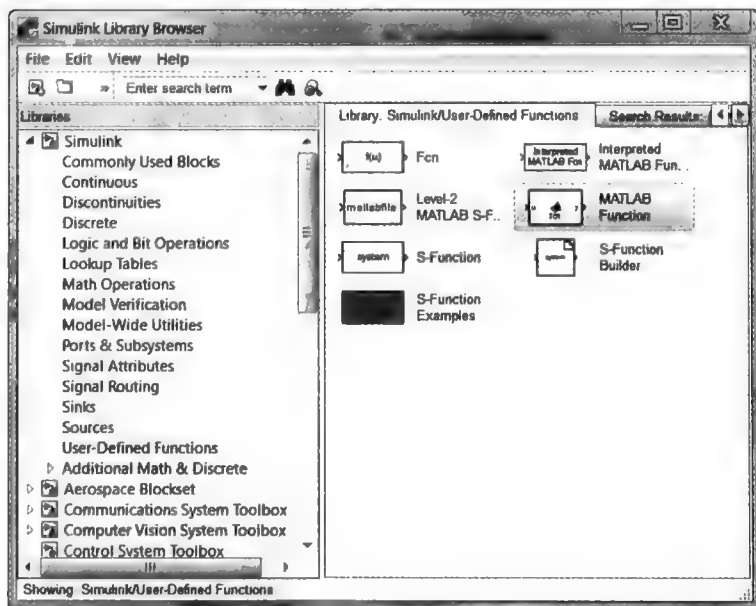 Simulink Library Browser
File Edit View Help
» Enter search term
Libraries
Library: Simulink/User-Defined Functions
Search Results:
Simulink
Commonly Used Blocks
Continuous
Discontinuities
Discrete
Logic and Bit Operations
Lookup Tables
Math Operations
Model Verification
Model-Wide Utilities
Ports & Subsystems
Signal Attributes
Signal Routing
Sinks
Sources
User-Defined Functions
Additional Math & Discrete
Aerospace Blockset
Communications System Toolbox
Computer Vision System Toolbox
Control System Toolbox
f(u)
Fcn
Interpreted
MATLAB Fcn
Interpreted
MATLAB Fun..
matlabfile
Level-2
MATLAB S-F..
u
fcn
y
MATLAB
Function
system
S-Function
system
S-Function
Builder
S-Function
Examples
Showing: Simulink/User-Defined Functions